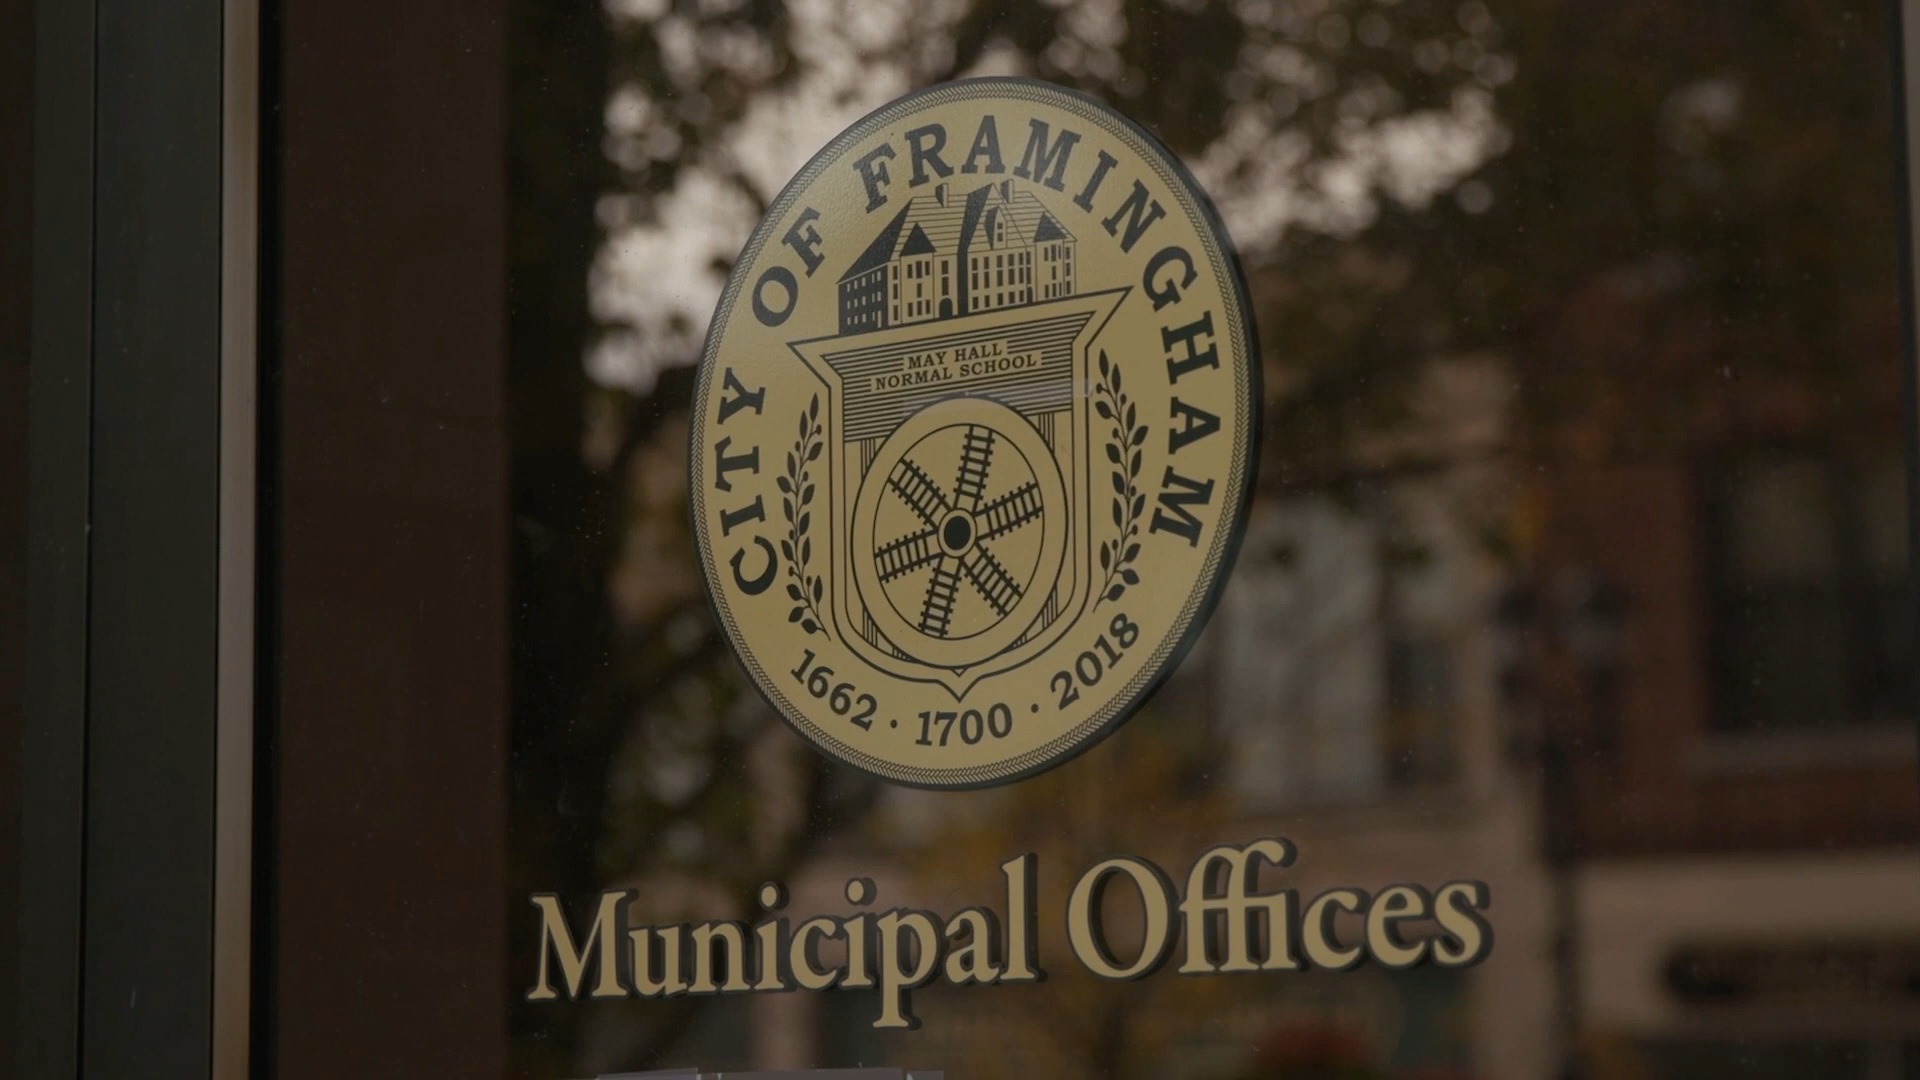 CITY OF FRAMINGHAM
MAY HALL
NORMAL SCHOOL
1662 · 1700 · 2018
Municipal Offices